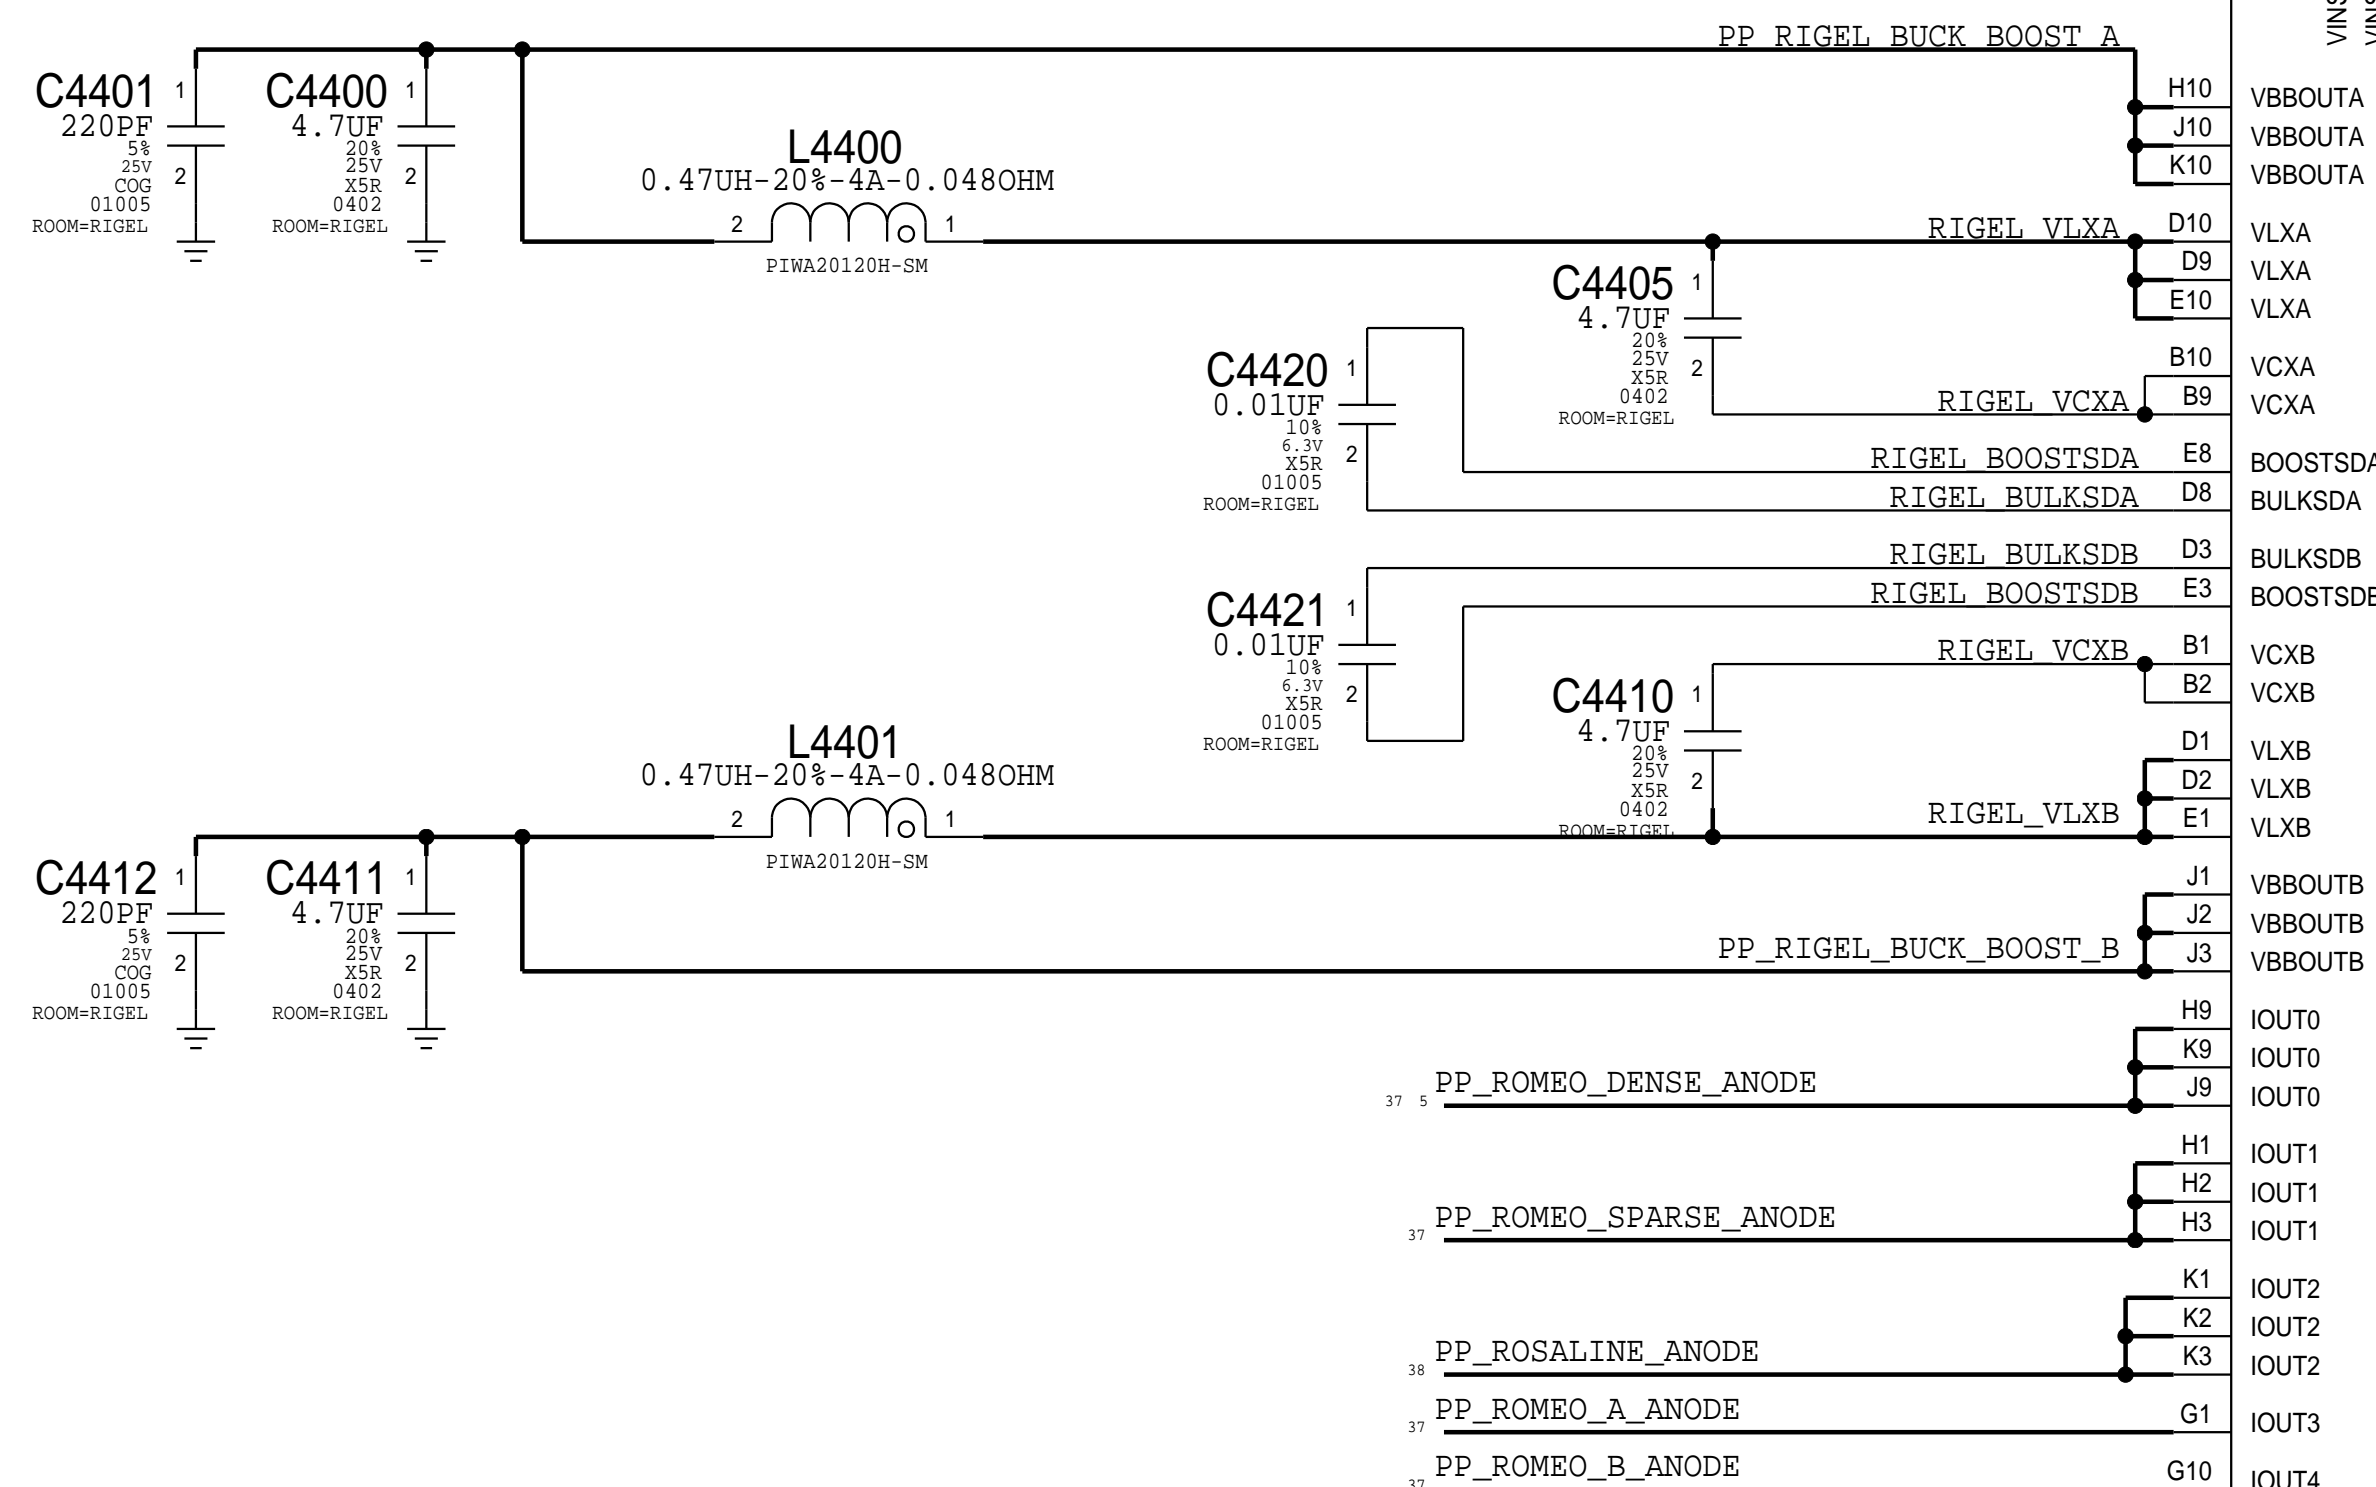 VINS
VINS
PP_RIGEL_BUCK_BOOST_A
C4401
1
220PF
5%
25V
COG
2
01005
ROOM=RIGEL
C4400
1
4.7UF
20%
25V
X5R
2
0402
ROOM=RIGEL
H10
VBBOUTA
J10
VBBOUTA
K10
VBBOUTA
L4400
0.47UH-20%-4A-0.048OHM
2
1
PIWA20120H-SM
RIGEL_VLXA
D10
VLXA
D9
VLXA
E10
VLXA
C4405
1
4.7UF
20%
25V
X5R
2
0402
ROOM=RIGEL
B10
VCXA
RIGEL_VCXA
B9
VCXA
C4420
1
0.01UF
10%
6.3V
X5R
2
01005
ROOM=RIGEL
RIGEL_BOOSTSDA
E8
BOOSTSDA
RIGEL_BULKSDA
D8
BULKSDA
RIGEL_BULKSDB
D3
BULKSDB
RIGEL_BOOSTSDB
E3
BOOSTSDB
C4421
1
0.01UF
10%
6.3V
X5R
2
01005
ROOM=RIGEL
RIGEL_VCXB
B1
VCXB
B2
VCXB
C4410
1
4.7UF
20%
25V
X5R
2
0402
ROOM=RIGEL
D1
VLXB
D2
VLXB
RIGEL_VLXB
E1
VLXB
L4401
0.47UH-20%-4A-0.048OHM
2
1
PIWA20120H-SM
C4412
1
220PF
5%
25V
COG
2
01005
ROOM=RIGEL
C4411
1
4.7UF
20%
25V
X5R
2
0402
ROOM=RIGEL
J1
VBBOUTB
J2
VBBOUTB
PP_RIGEL_BUCK_BOOST_B
J3
VBBOUTB
H9
IOUT0
K9
IOUT0
37 5
PP_ROMEO_DENSE_ANODE
J9
IOUT0
H1
IOUT1
H2
IOUT1
37
PP_ROMEO_SPARSE_ANODE
H3
IOUT1
K1
IOUT2
K2
IOUT2
38
PP_ROSALINE_ANODE
K3
IOUT2
37
PP_ROMEO_A_ANODE
G1
IOUT3
37
PP_ROMEO_B_ANODE
G10
IOUT4